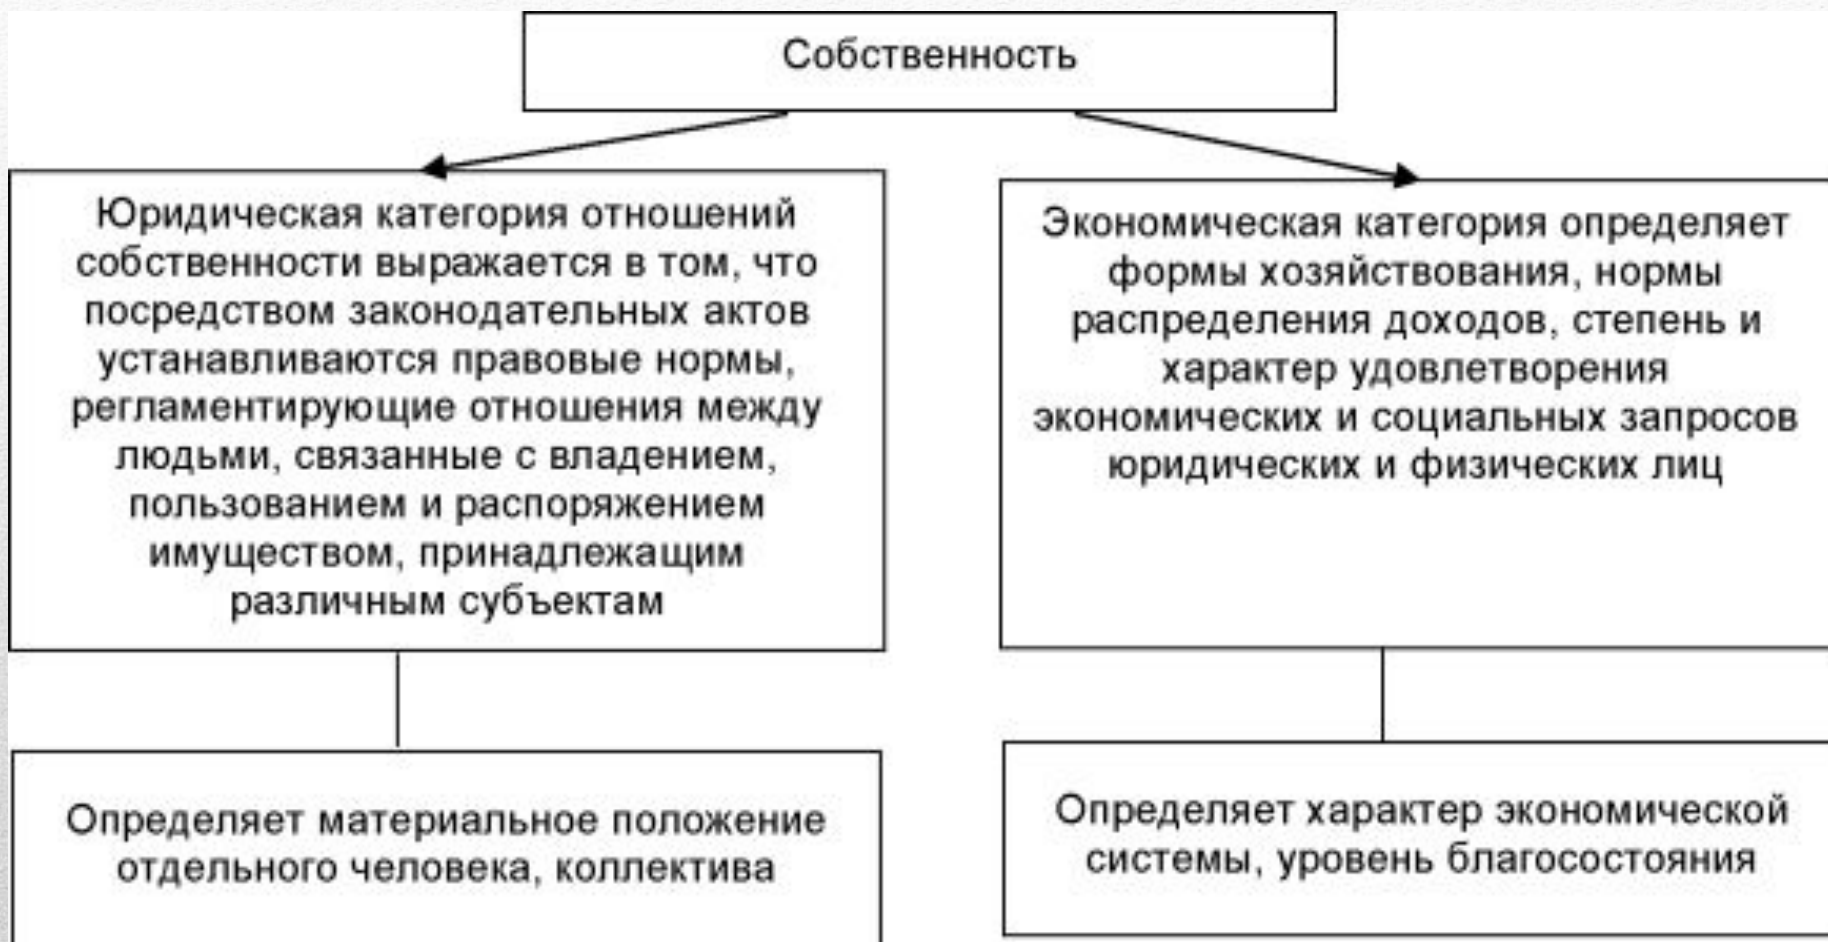 Собственность
Юридическая категория отношений
собственности выражается в том, что
посредством законодательных актов
устанавливаются правовые нормы,
регламентирующие отношения между
людьми, связанные с владением,
пользованием и распоряжением
имуществом, принадлежащим
различным субъектам
Экономическая категория определяет
формы хозяйствования, нормы
распределения доходов, степень и
характер удовлетворения
экономических и социальных запросов
юридических и физических лиц
Определяет материальное положение
отдельного человека, коллектива
Определяет характер экономической
системы, уровень благосостояния